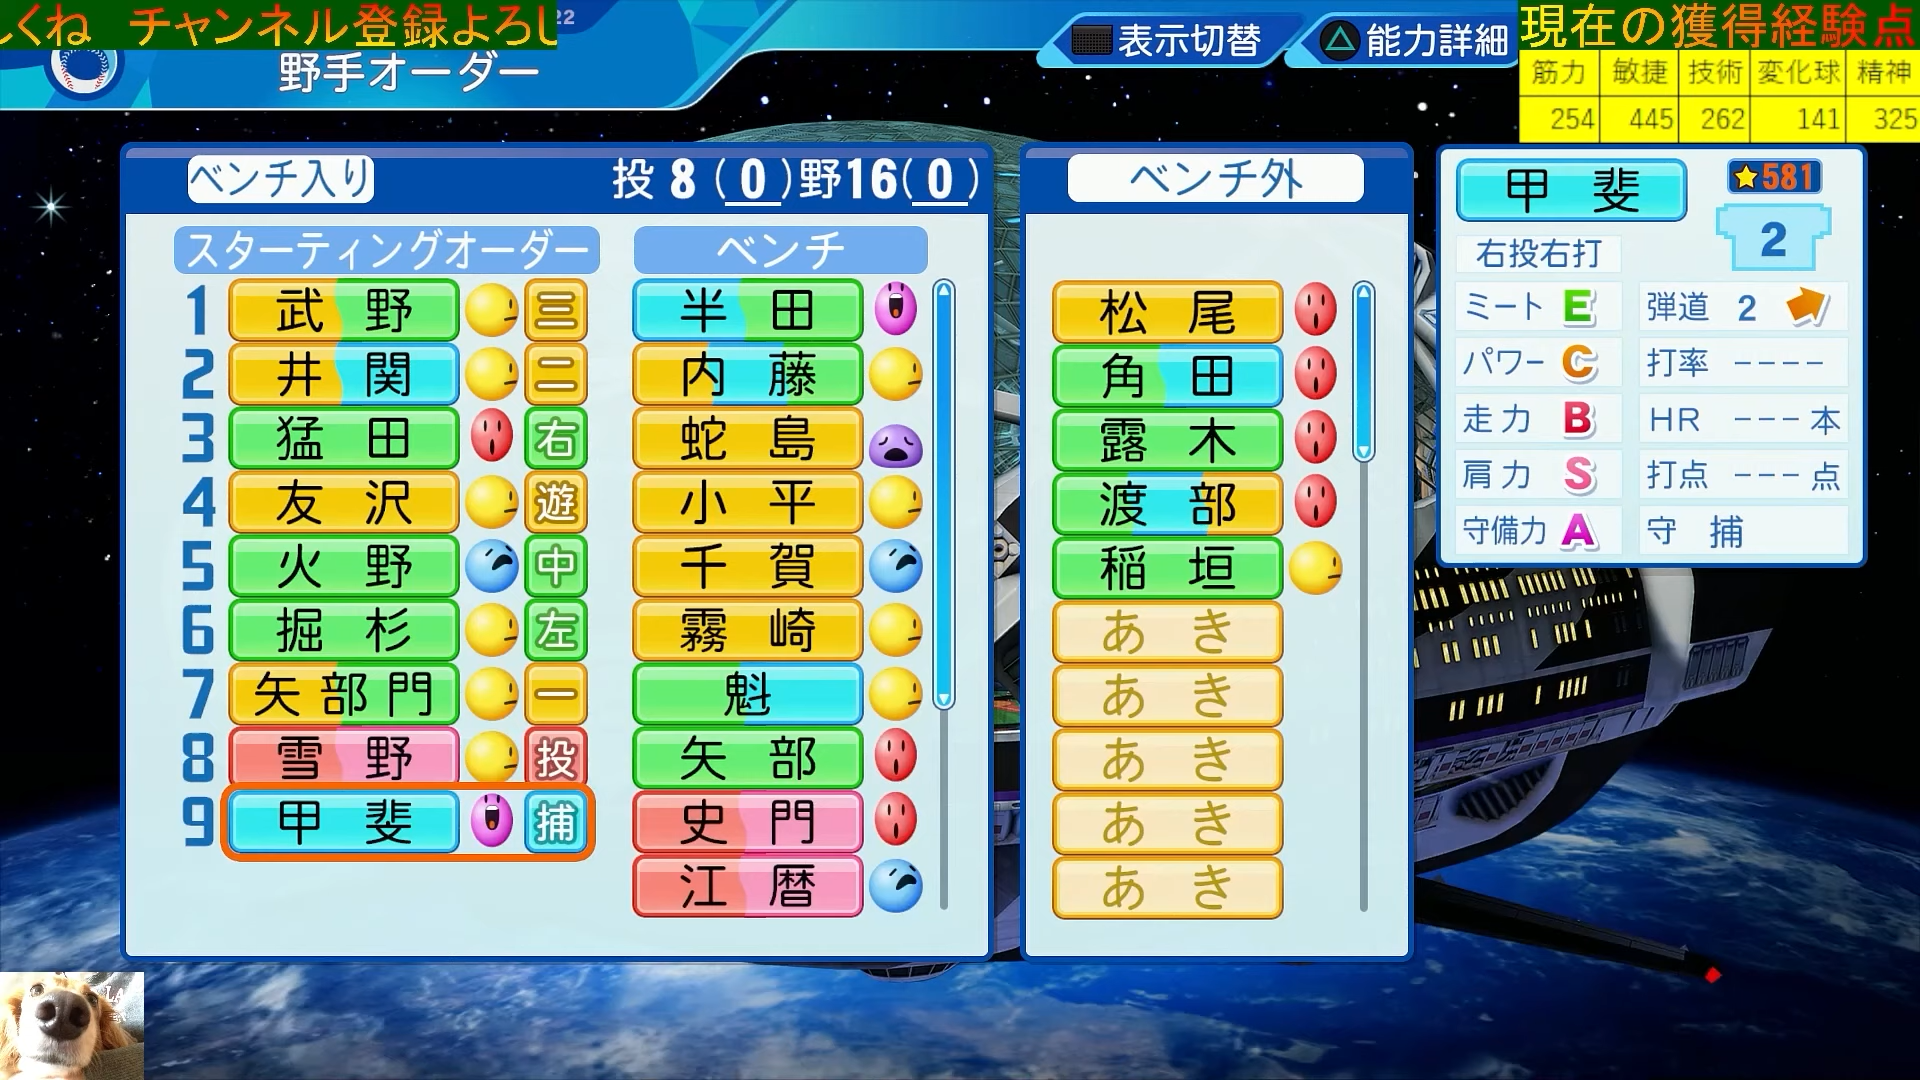 しくね チャンネル登録よろし
22
野手オーダー
表示切替
能力詳細
現在の獲得経験点
筋力 敏捷 技術 変化球 精神
254 445 262 141 325
ベンチ入り 投 8 (0) 野16(0)
スターティングオーダー
1 武野 三
2 井関 二
3 猛田 右
4 友沢 遊
5 火野 中
6 掘杉 左
7 矢部門 一
8 雪野 投
9 甲斐 捕
ベンチ
半田
内藤
蛇島
小平
千賀
霧崎
魁
矢部
史門
江暦
ベンチ外
松尾
角田
露木
渡部
稲垣
あき
あき
あき
あき
あき
甲斐 581
2
右投右打
ミート E 弾道 2
パワー C 打率 ----
走力 B HR ---本
肩力 S 打点 ---点
守備力 A 守 捕